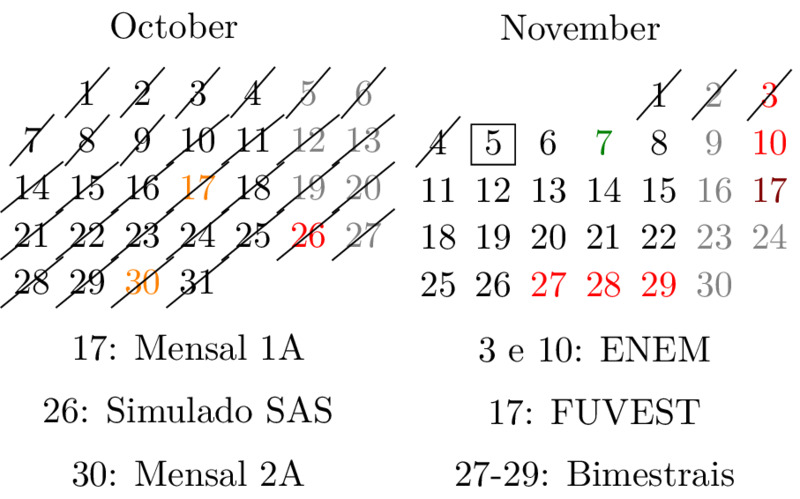 October
1 2 3 4 5 6
7 8 9 10 11 12 13
14 15 16 17 18 19 20
21 22 23 24 25 26 27
28 29 30 31
17: Mensal 1A
26: Simulado SAS
30: Mensal 2A
November
1 2 3
4 5 6 7 8 9 10
11 12 13 14 15 16 17
18 19 20 21 22 23 24
25 26 27 28 29 30
3 e 10: ENEM
17: FUVEST
27-29: Bimestrais